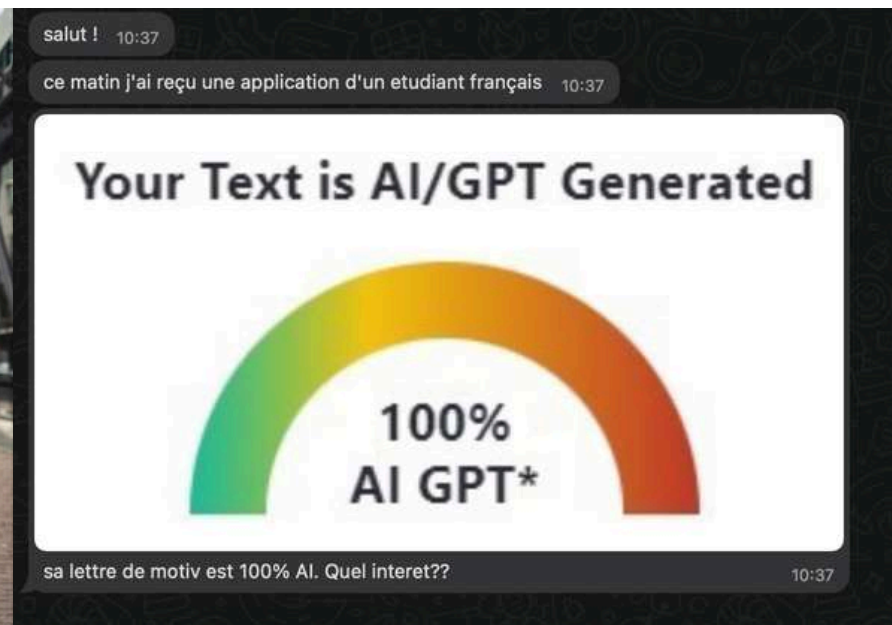 salut ! 10:37
ce matin j'ai reçu une application d'un etudiant français 10:37
Your Text is AI/GPT Generated
100%
AI GPT*
sa lettre de motiv est 100% AI. Quel interet?? 10:37